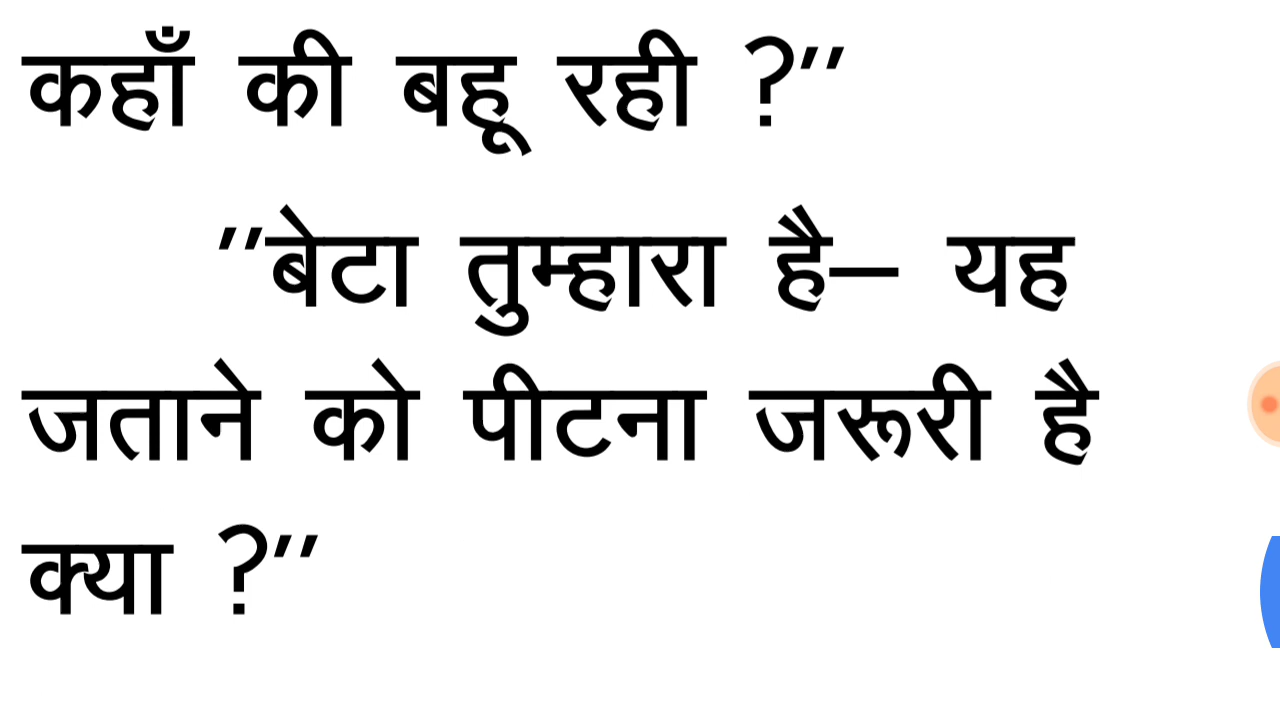 कहाँ की बहू रही ?’’
’’बेटा तुम्हारा है– यह
जताने को पीटना जरूरी है
क्या ?’’